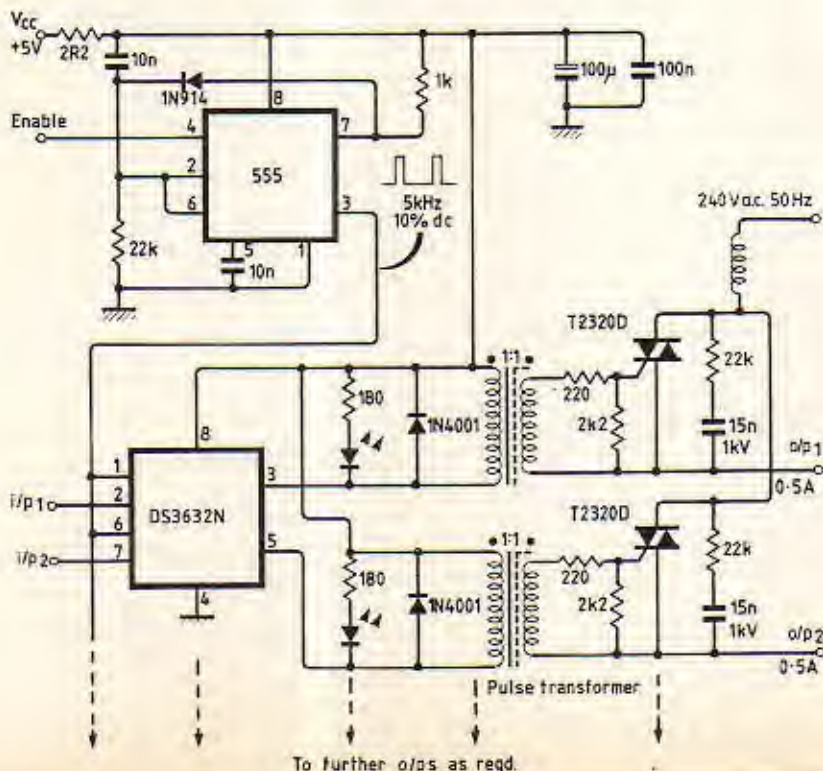 Vcc
+5V
2R2
10n
1N914
1k
100μ
100n
Enable
8
4
7
2
555
6
3
5
1
22k
10n
5kHz
10% dc
240Va.c. 50Hz
T2320D
1:1
180
1N4001
220
2k2
22k
15n
1kV
o/p1
0·5A
8
1
3
i/p1
2
DS3632N
6
5
i/p2
7
4
T2320D
1:1
180
1N4001
220
2k2
22k
15n
1kV
o/p2
0·5A
Pulse transformer
To further o/ps as reqd.